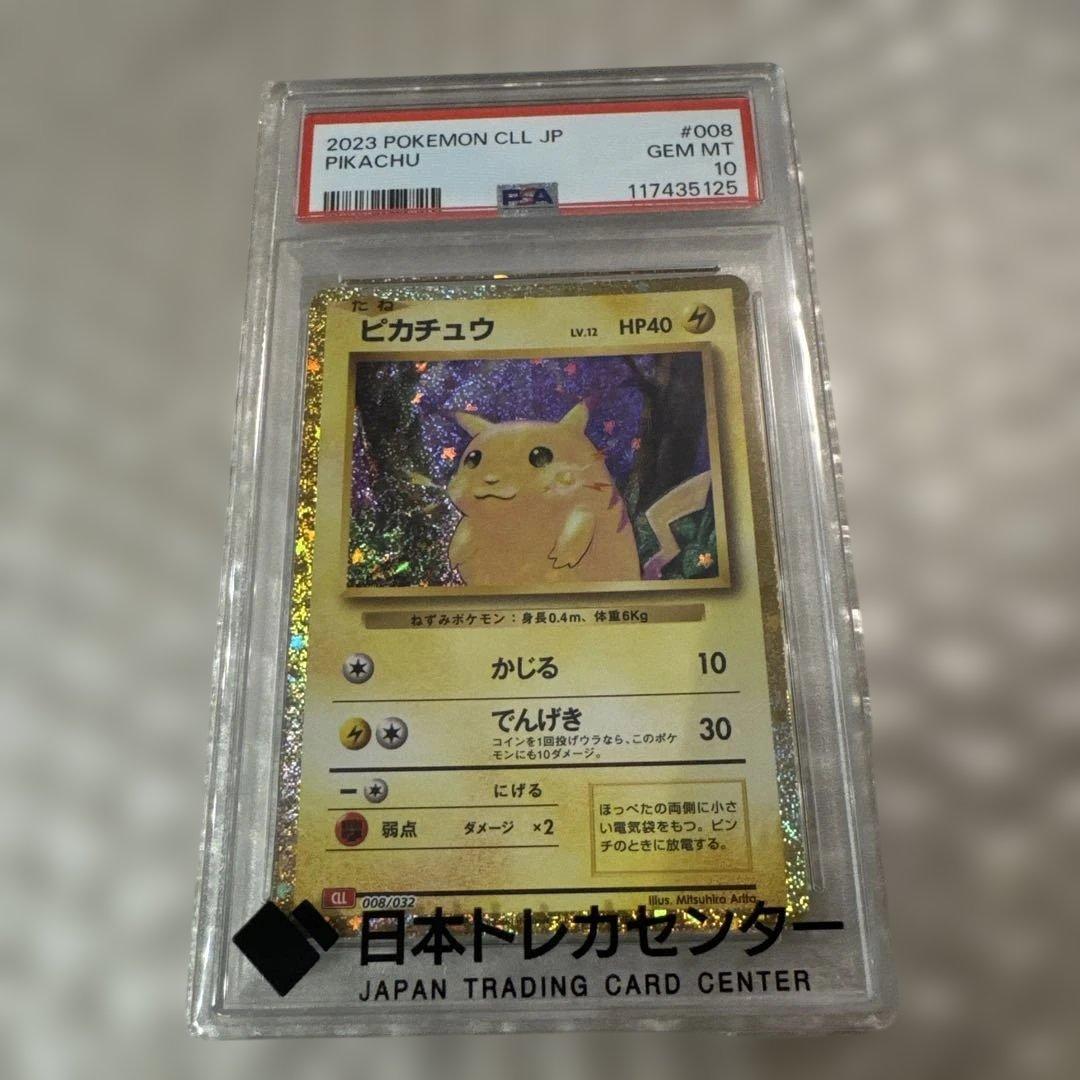 2023 POKEMON CLL JP
#008
PIKACHU
GEM MT
10
PSA
117435125
たね
ピカチュウ
LV.12
HP40
ねずみポケモン：身長0.4m、体重6Kg
かじる
10
でんげき
30
コインを1回投げウラなら、このポケ
モンにも10ダメージ。
にげる
弱点
ダメージ ×2
ほっぺたの両側に小さ
い電気袋をもつ。ピン
チのときに放電する。
CLL
008/032
Illus. Mitsuhiro Arita
日本トレカセンター
JAPAN TRADING CARD CENTER